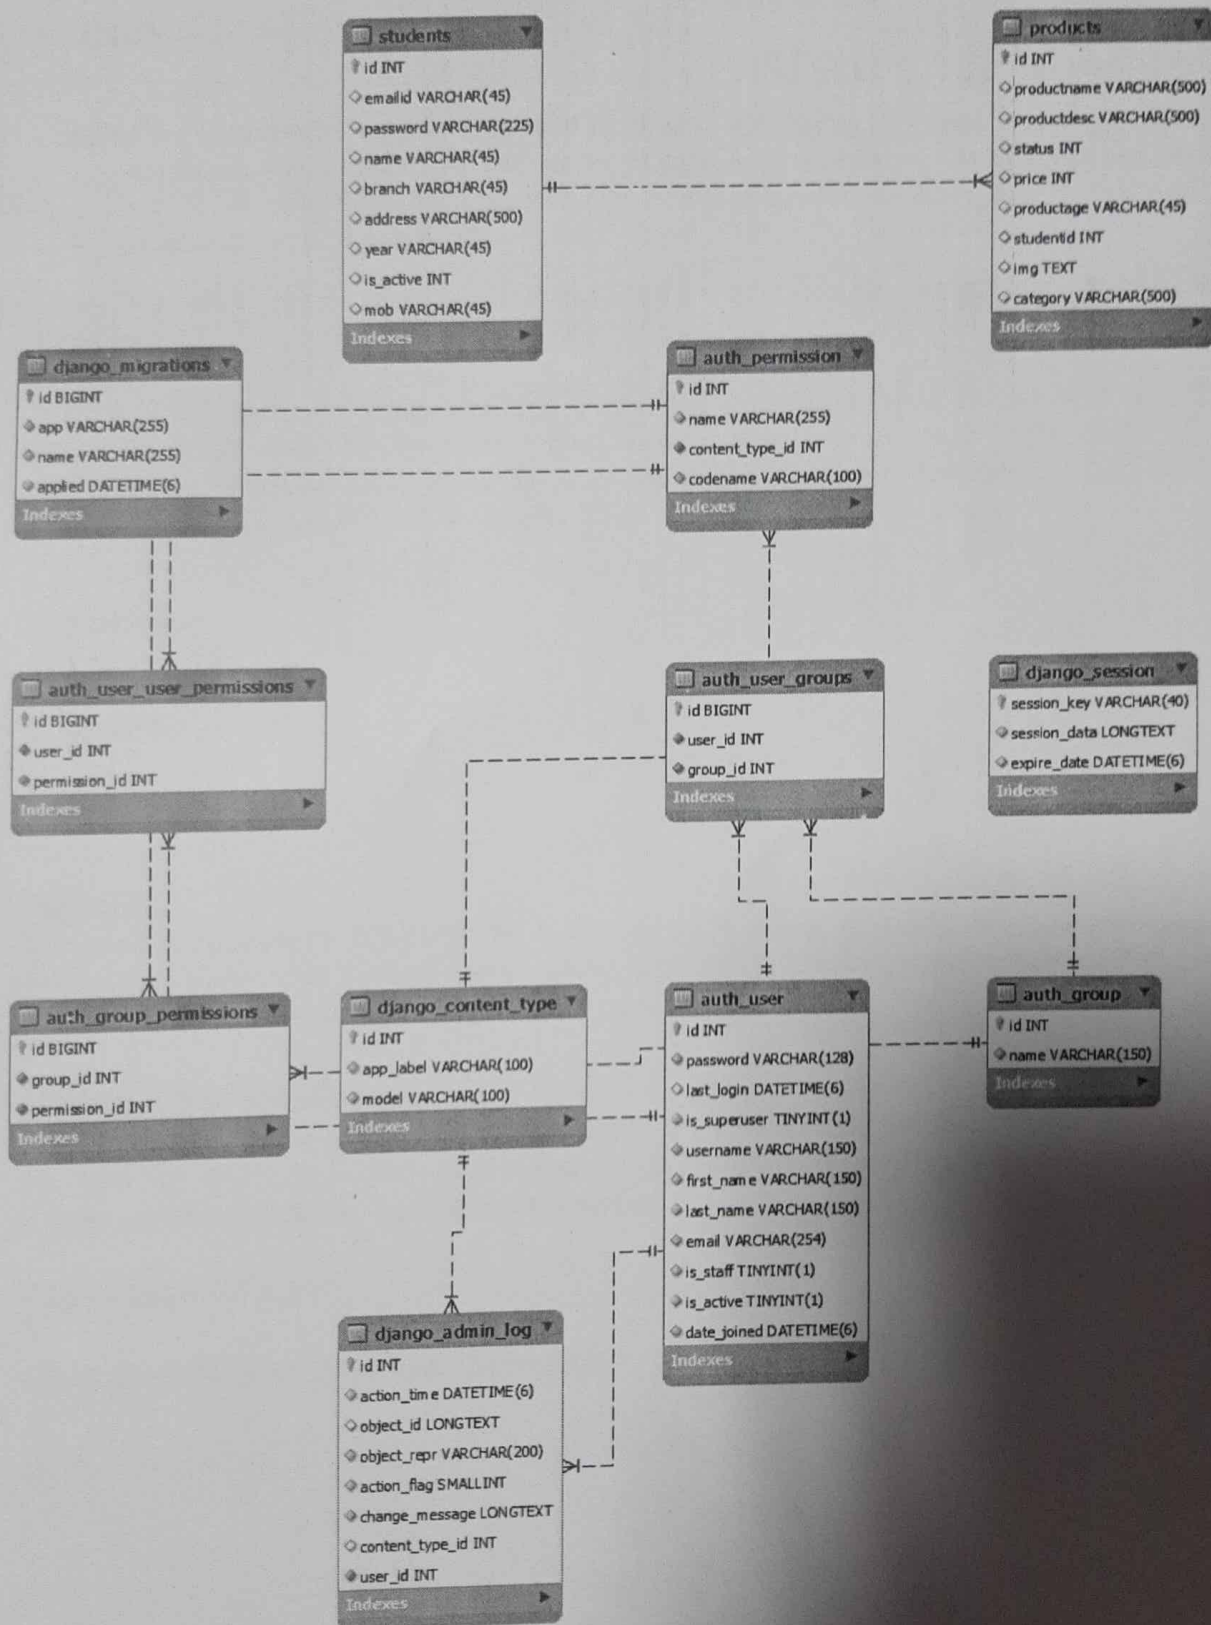 students
id INT
emailid VARCHAR(45)
password VARCHAR(225)
name VARCHAR(45)
branch VARCHAR(45)
address VARCHAR(500)
year VARCHAR(45)
is_active INT
mob VARCHAR(45)
Indexes
products
id INT
productname VARCHAR(500)
productdesc VARCHAR(500)
status INT
price INT
productage VARCHAR(45)
studentid INT
img TEXT
category VARCHAR(500)
Indexes
django_migrations
id BIGINT
app VARCHAR(255)
name VARCHAR(255)
applied DATETIME(6)
Indexes
auth_permission
id INT
name VARCHAR(255)
content_type_id INT
codename VARCHAR(100)
Indexes
auth_user_user_permissions
id BIGINT
user_id INT
permission_id INT
Indexes
auth_user_groups
id BIGINT
user_id INT
group_id INT
Indexes
django_session
session_key VARCHAR(40)
session_data LONGTEXT
expire_date DATETIME(6)
Indexes
auth_group_permissions
id BIGINT
group_id INT
permission_id INT
Indexes
django_content_type
id INT
app_label VARCHAR(100)
model VARCHAR(100)
Indexes
auth_user
id INT
password VARCHAR(128)
last_login DATETIME(6)
is_superuser TINYINT(1)
username VARCHAR(150)
first_name VARCHAR(150)
last_name VARCHAR(150)
email VARCHAR(254)
is_staff TINYINT(1)
is_active TINYINT(1)
date_joined DATETIME(6)
Indexes
auth_group
id INT
name VARCHAR(150)
Indexes
django_admin_log
id INT
action_time DATETIME(6)
object_id LONGTEXT
object_repr VARCHAR(200)
action_flag SMALLINT
change_message LONGTEXT
content_type_id INT
user_id INT
Indexes